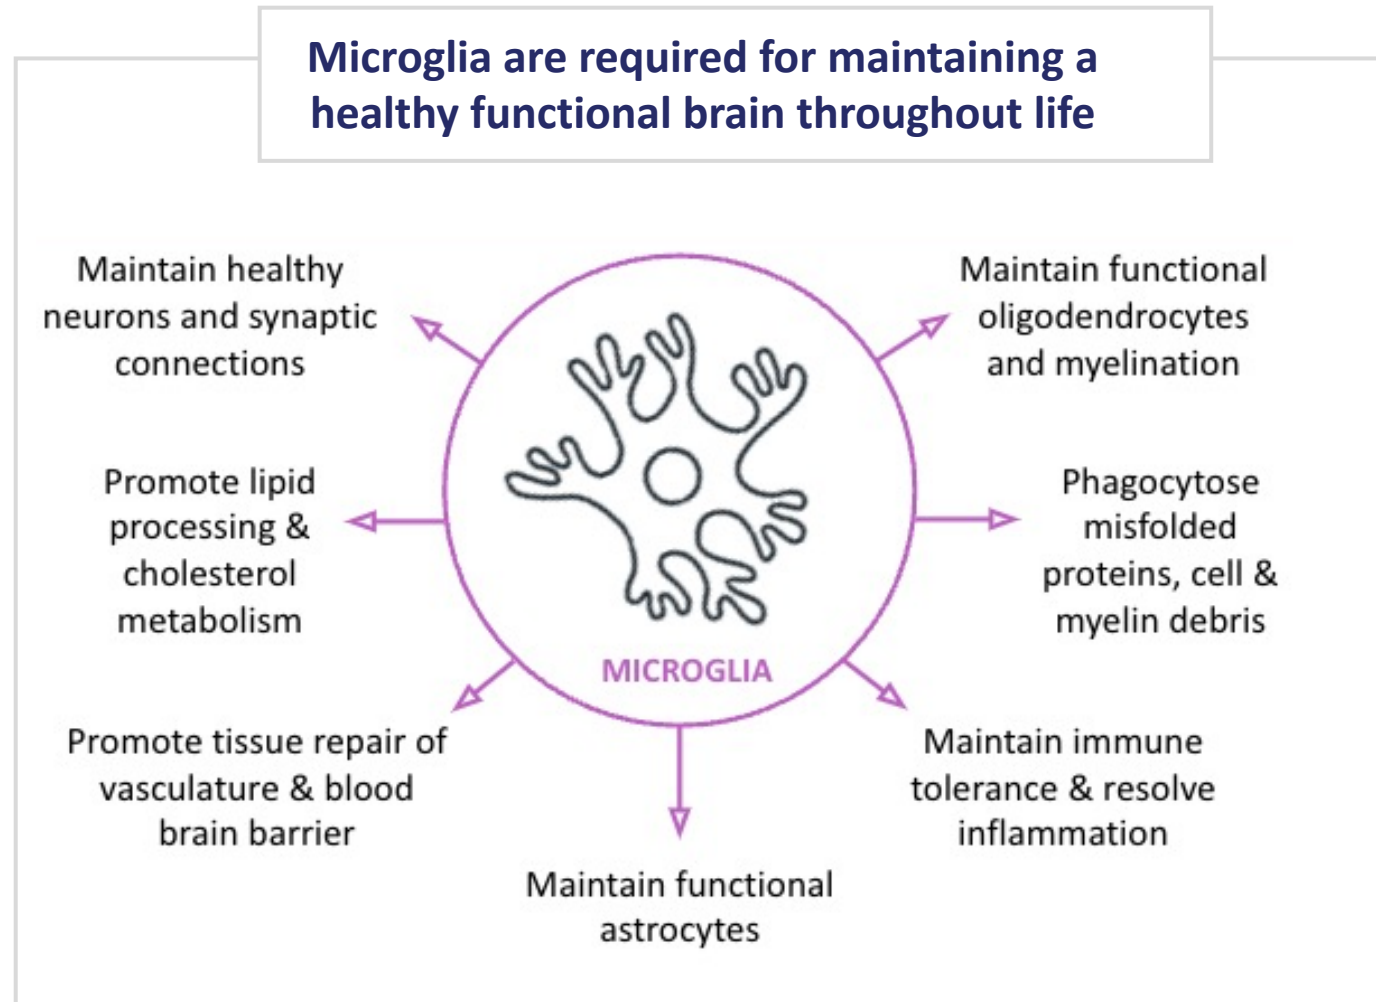 Microglia are required for maintaining a
healthy functional brain throughout life
Maintain healthy
neurons and synaptic
connections
Maintain functional
oligodendrocytes
and myelination
Promote lipid
processing &
cholesterol
metabolism
Phagocytose
misfolded
proteins, cell &
myelin debris
MICROGLIA
Promote tissue repair of
vasculature & blood
brain barrier
Maintain immune
tolerance & resolve
inflammation
Maintain functional
astrocytes